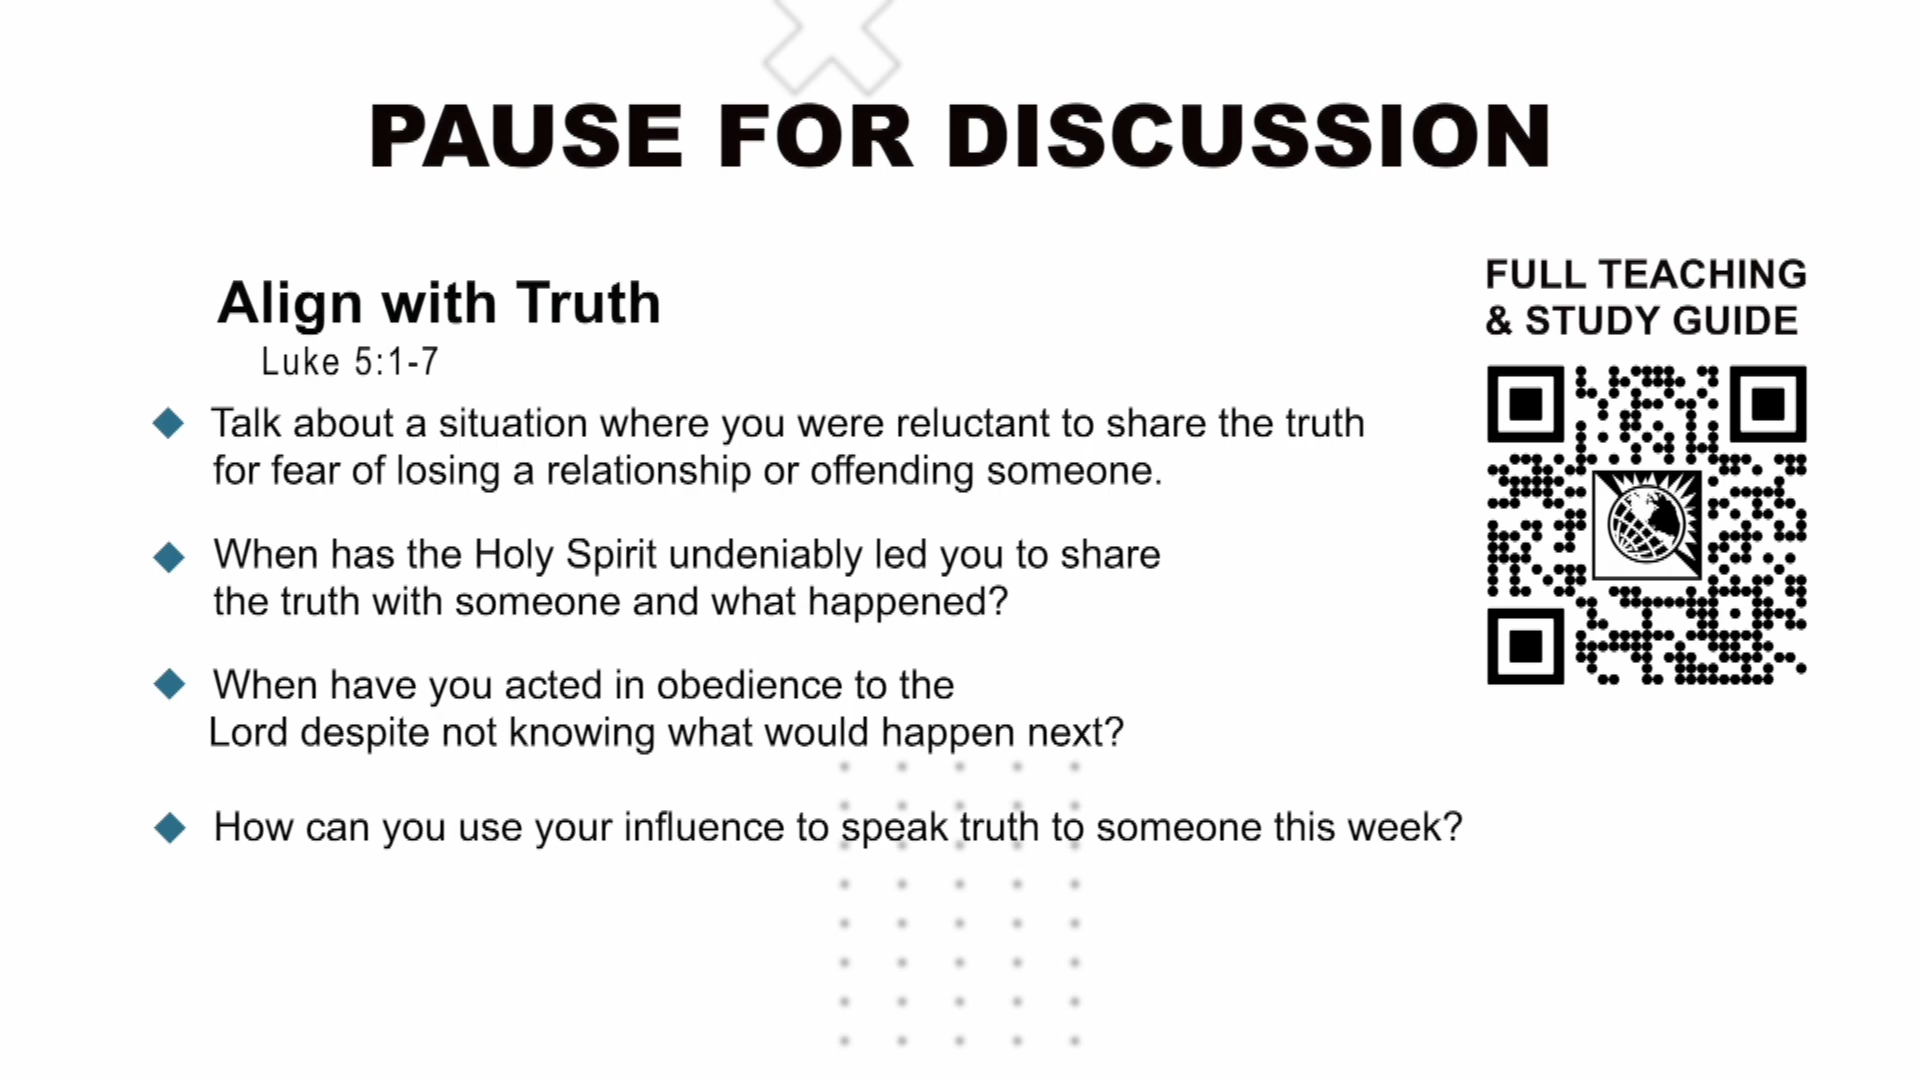 PAUSE FOR DISCUSSION
Align with Truth
Luke 5:1-7
Talk about a situation where you were reluctant to share the truth
for fear of losing a relationship or offending someone.
When has the Holy Spirit undeniably led you to share
the truth with someone and what happened?
When have you acted in obedience to the
Lord despite not knowing what would happen next?
How can you use your influence to speak truth to someone this week?
FULL TEACHING
& STUDY GUIDE